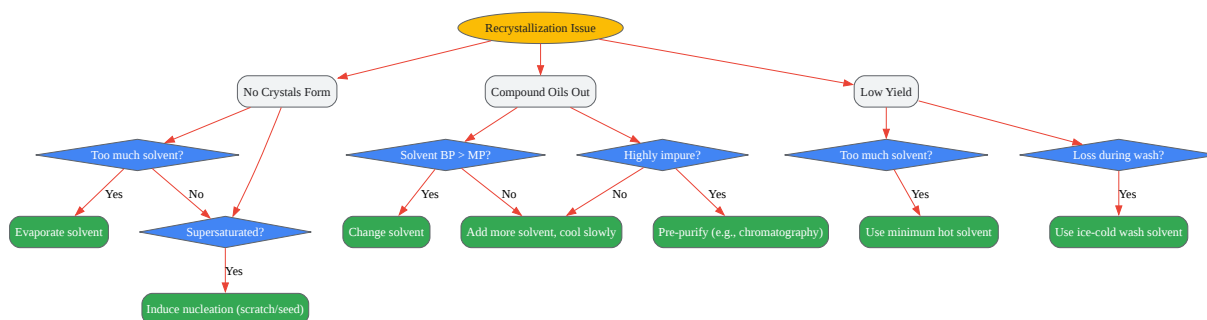 Recrystallization Issue
No Crystals Form
Compound Oils Out
Low Yield
Too much solvent?
Solvent BP > MP?
Highly impure?
Too much solvent?
Loss during wash?
Yes
No
Yes
No
No
Yes
Yes
Yes
Evaporate solvent
Supersaturated?
Change solvent
Add more solvent, cool slowly
Pre-purify (e.g., chromatography)
Use minimum hot solvent
Use ice-cold wash solvent
Yes
Induce nucleation (scratch/seed)